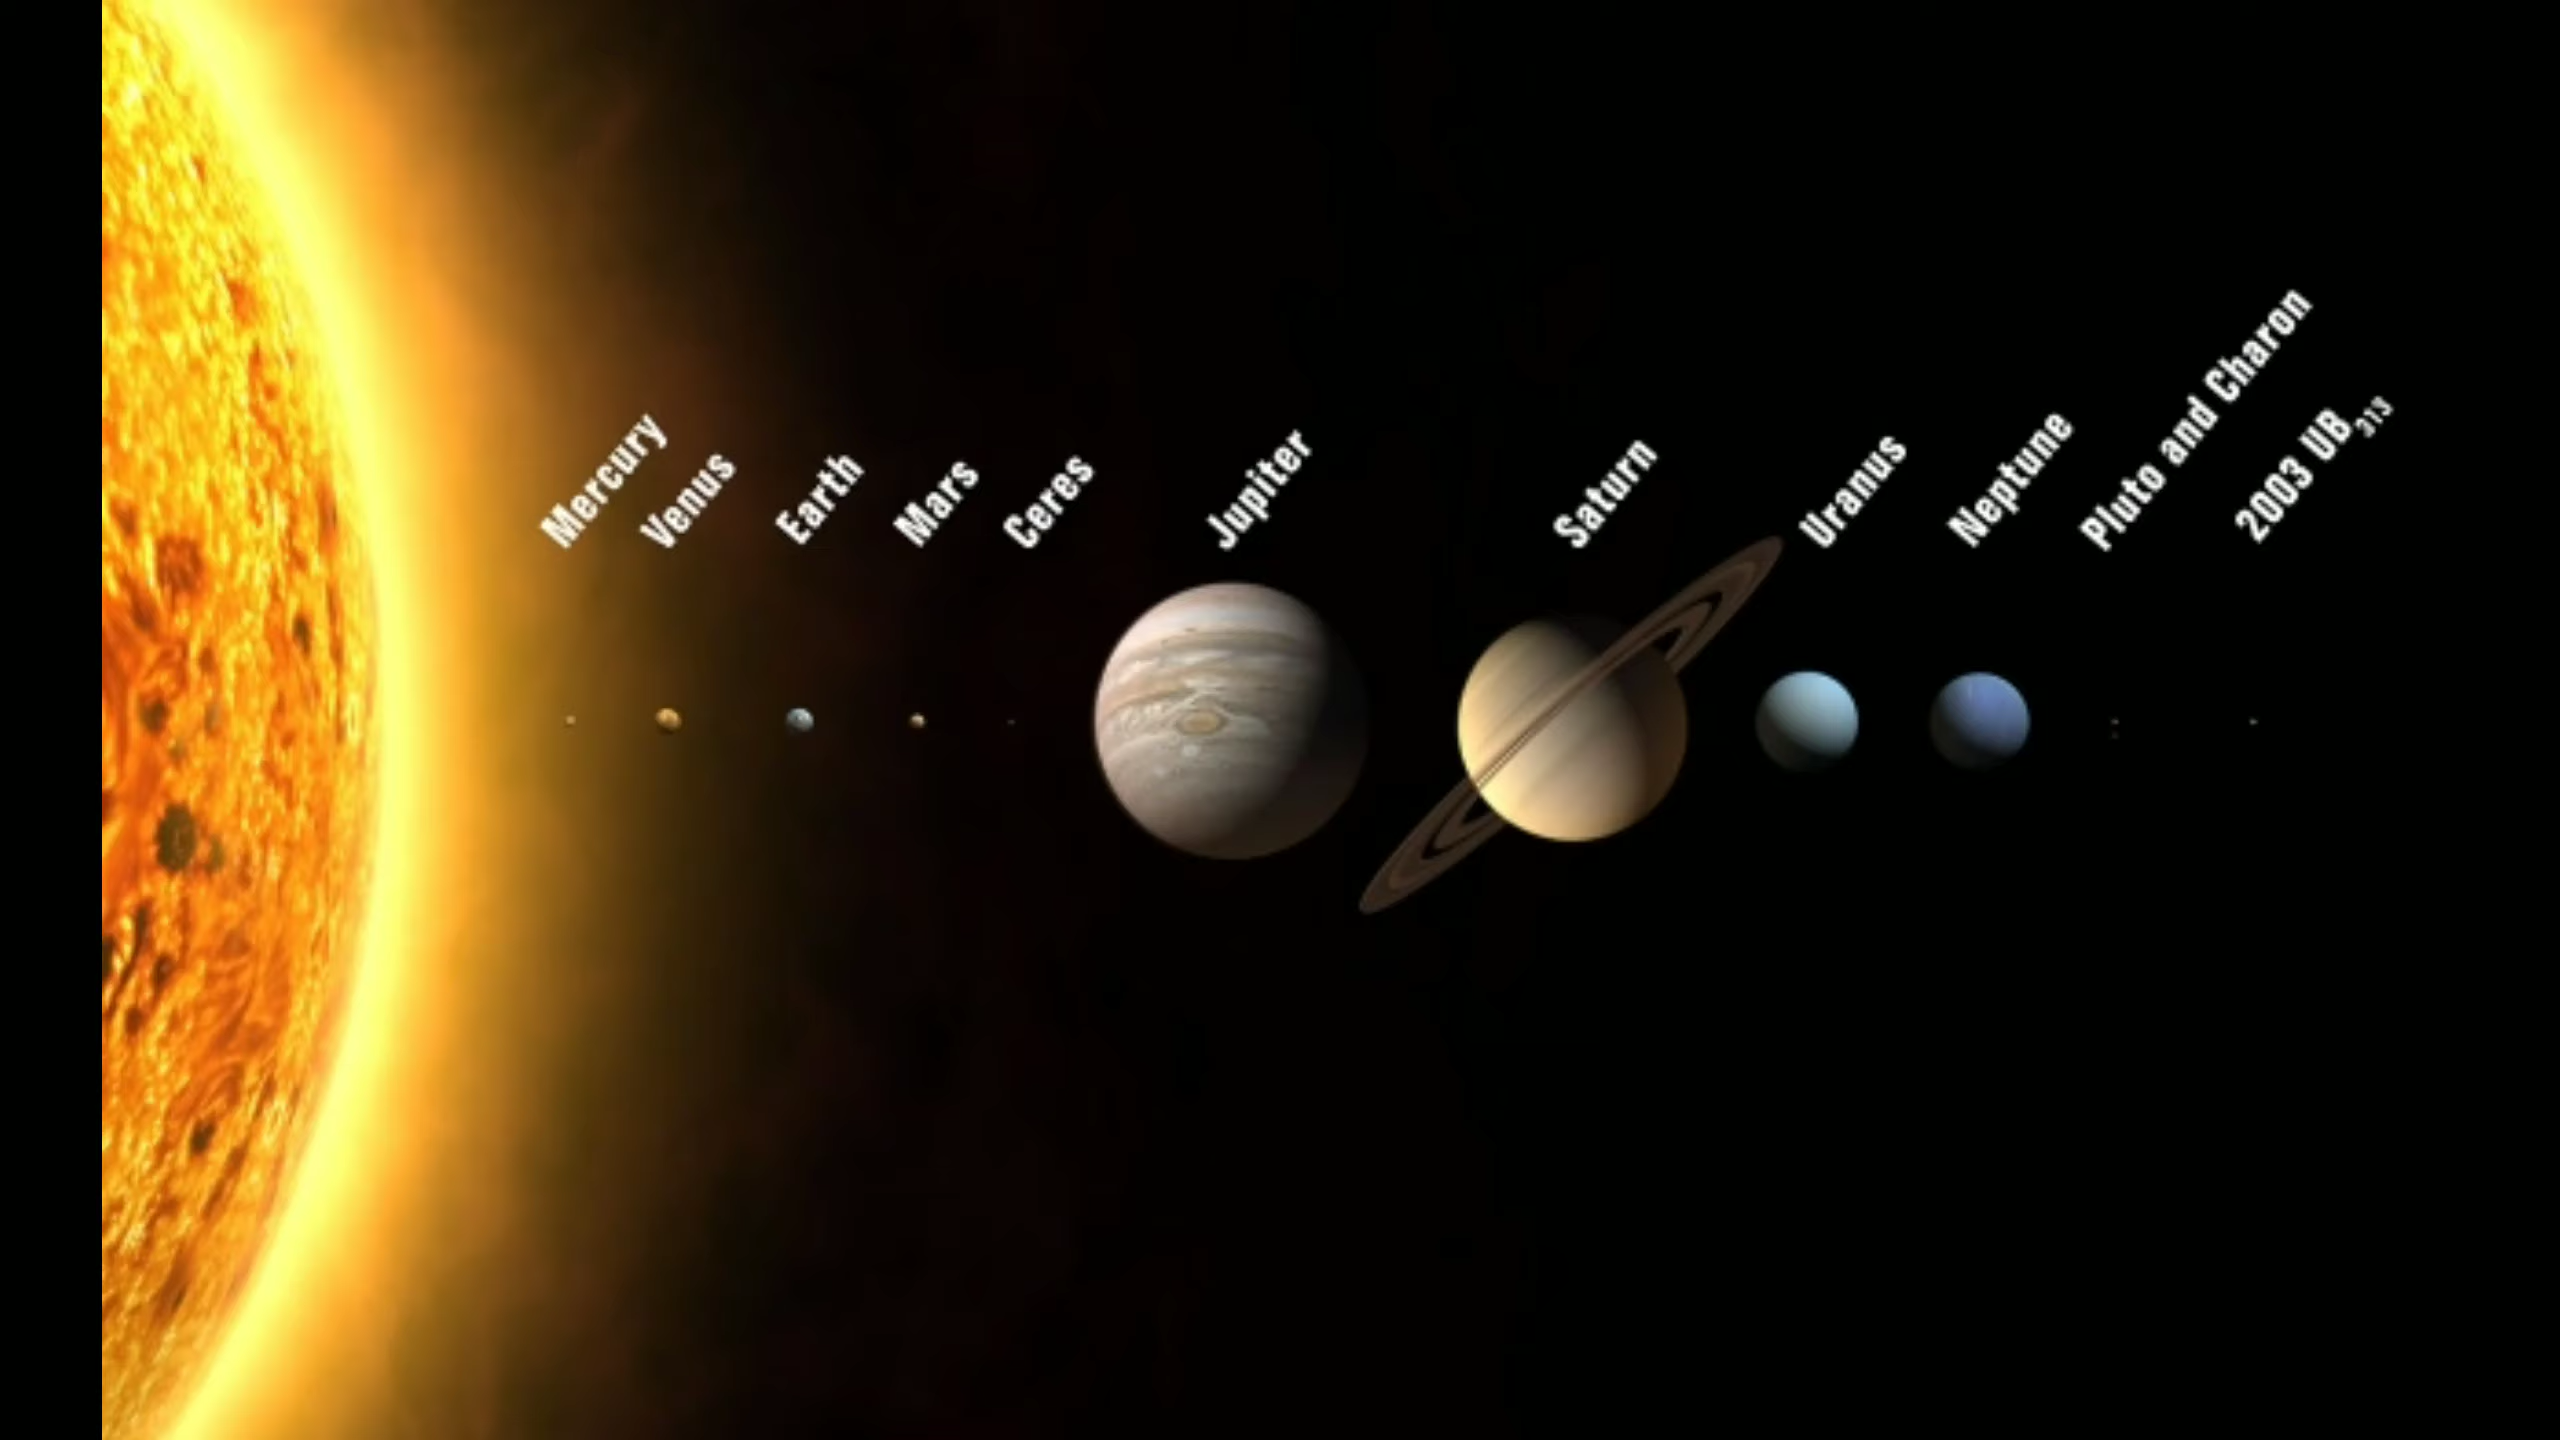 Mercury
Venus
Earth
Mars
Ceres
Jupiter
Saturn
Uranus
Neptune
Pluto and Charon
2003 UB₃₁₃